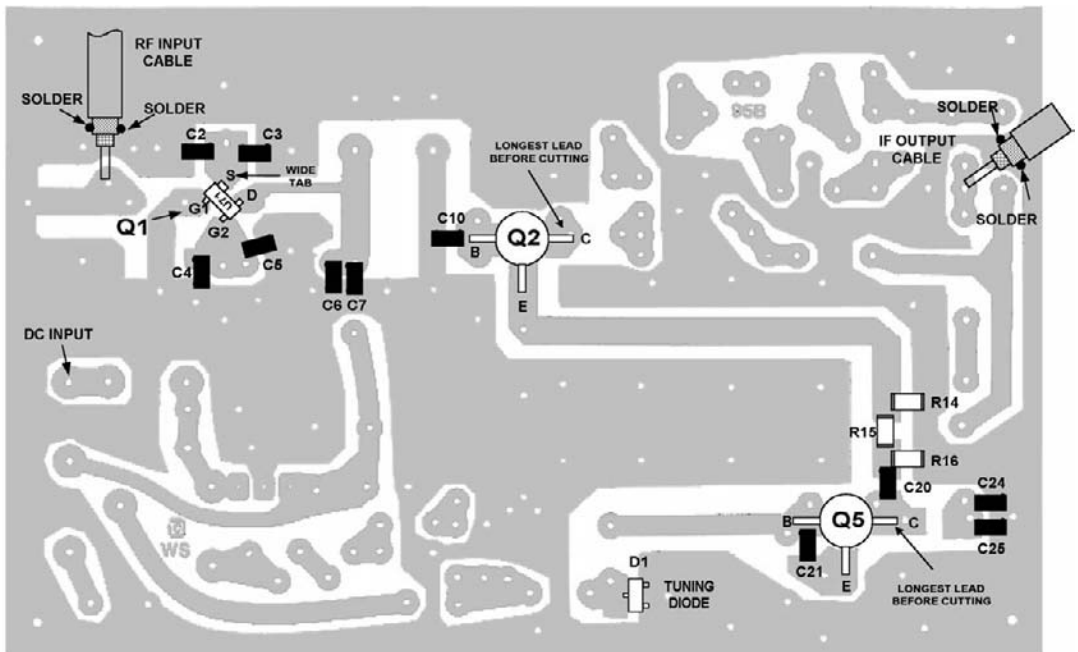 RF INPUT
CABLE
SOLDER
SOLDER
C2
C3
S
WIDE
TAB
D
U71
G1
Q1
G2
C4
C5
C6
C7
C10
LONGEST LEAD
BEFORE CUTTING
B
Q2
C
E
95B
SOLDER
IF OUTPUT
CABLE
SOLDER
DC INPUT
R14
R15
R16
C20
C24
C25
B
Q5
C
C21
E
LONGEST LEAD
BEFORE CUTTING
D1
TUNING
DIODE
©
WS